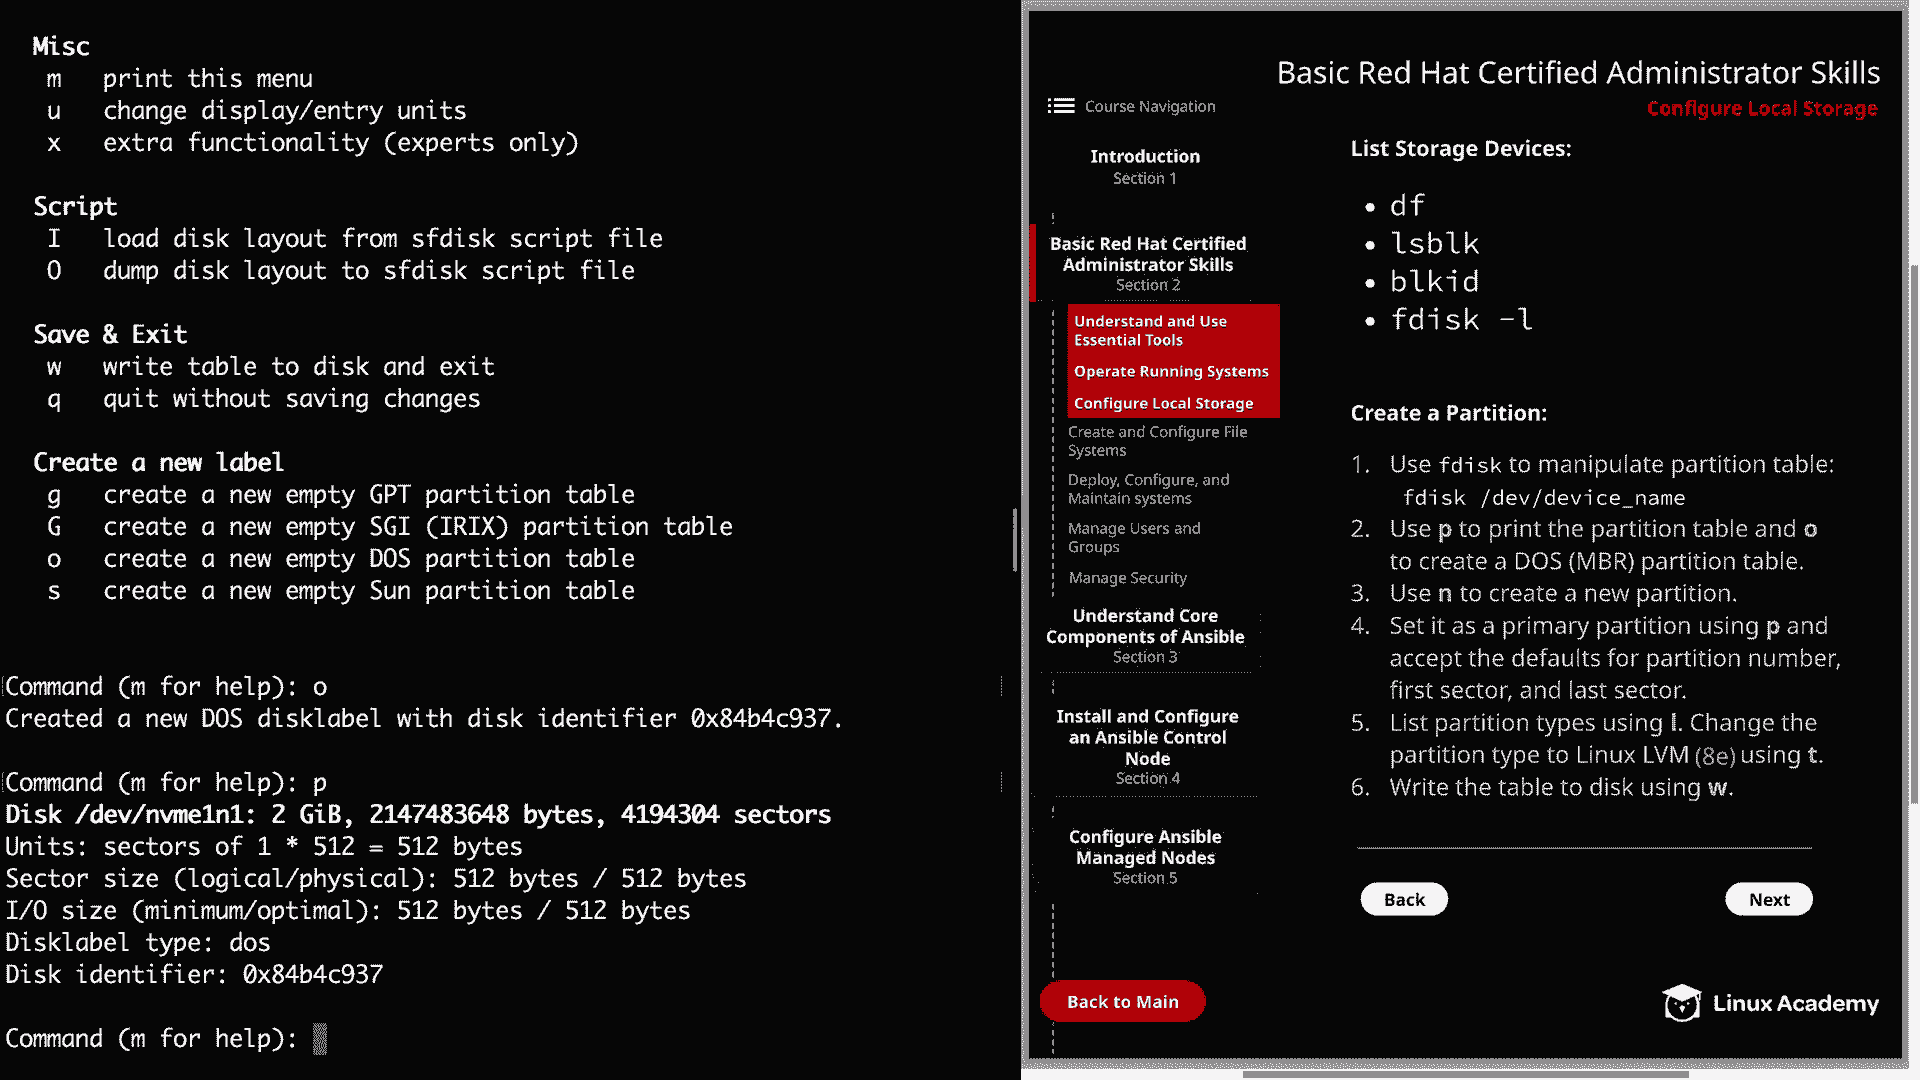 Misc
m   print this menu
u   change display/entry units
x   extra functionality (experts only)
Script
I   load disk layout from sfdisk script file
O   dump disk layout to sfdisk script file
Save & Exit
w   write table to disk and exit
q   quit without saving changes
Create a new label
g   create a new empty GPT partition table
G   create a new empty SGI (IRIX) partition table
o   create a new empty DOS partition table
s   create a new empty Sun partition table
Command (m for help): o
Created a new DOS disklabel with disk identifier 0x84b4c937.
Command (m for help): p
Disk /dev/nvme1n1: 2 GiB, 2147483648 bytes, 4194304 sectors
Units: sectors of 1 * 512 = 512 bytes
Sector size (logical/physical): 512 bytes / 512 bytes
I/O size (minimum/optimal): 512 bytes / 512 bytes
Disklabel type: dos
Disk identifier: 0x84b4c937
Command (m for help):
Basic Red Hat Certified Administrator Skills
Configure Local Storage
Course Navigation
Introduction
Section 1
Basic Red Hat Certified
Administrator Skills
Section 2
Understand and Use
Essential Tools
Operate Running Systems
Configure Local Storage
Create and Configure File
Systems
Deploy, Configure, and
Maintain systems
Manage Users and
Groups
Manage Security
Understand Core
Components of Ansible
Section 3
Install and Configure
an Ansible Control
Node
Section 4
Configure Ansible
Managed Nodes
Section 5
Back to Main
List Storage Devices:
• df
• lsblk
• blkid
• fdisk -l
Create a Partition:
1. Use fdisk to manipulate partition table:
fdisk /dev/device_name
2. Use p to print the partition table and o
to create a DOS (MBR) partition table.
3. Use n to create a new partition.
4. Set it as a primary partition using p and
accept the defaults for partition number,
first sector, and last sector.
5. List partition types using l. Change the
partition type to Linux LVM (8e) using t.
6. Write the table to disk using w.
Back
Next
Linux Academy